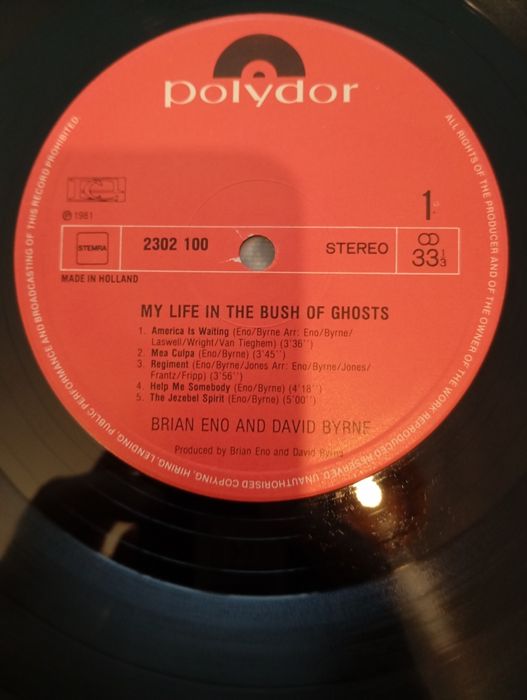 polydor
ALL RIGHTS OF THE PRODUCER AND OF THE OWNER OF THE WORK REPRODUCED RESERVED. UNAUTHORISED COPYING, HIRING, LENDING, PUBLIC PERFORMANCE AND BROADCASTING OF THIS RECORD PROHIBITED.
eg
℗ 1981
1
STEMRA
2302 100
STEREO
33 1/3
MADE IN HOLLAND
MY LIFE IN THE BUSH OF GHOSTS
1. America Is Waiting (Eno/Byrne Arr: Eno/Byrne/
Laswell/Wright/Van Tieghem) (3'36'')
2. Mea Culpa (Eno/Byrne) (3'45'')
3. Regiment (Eno/Byrne/Jones Arr: Eno/Byrne/Jones/
Frantz/Fripp) (3'56'')
4. Help Me Somebody (Eno/Byrne) (4'18'')
5. The Jezebel Spirit (Eno/Byrne) (5'00'')
BRIAN ENO AND DAVID BYRNE
Produced by Brian Eno and David Byrne